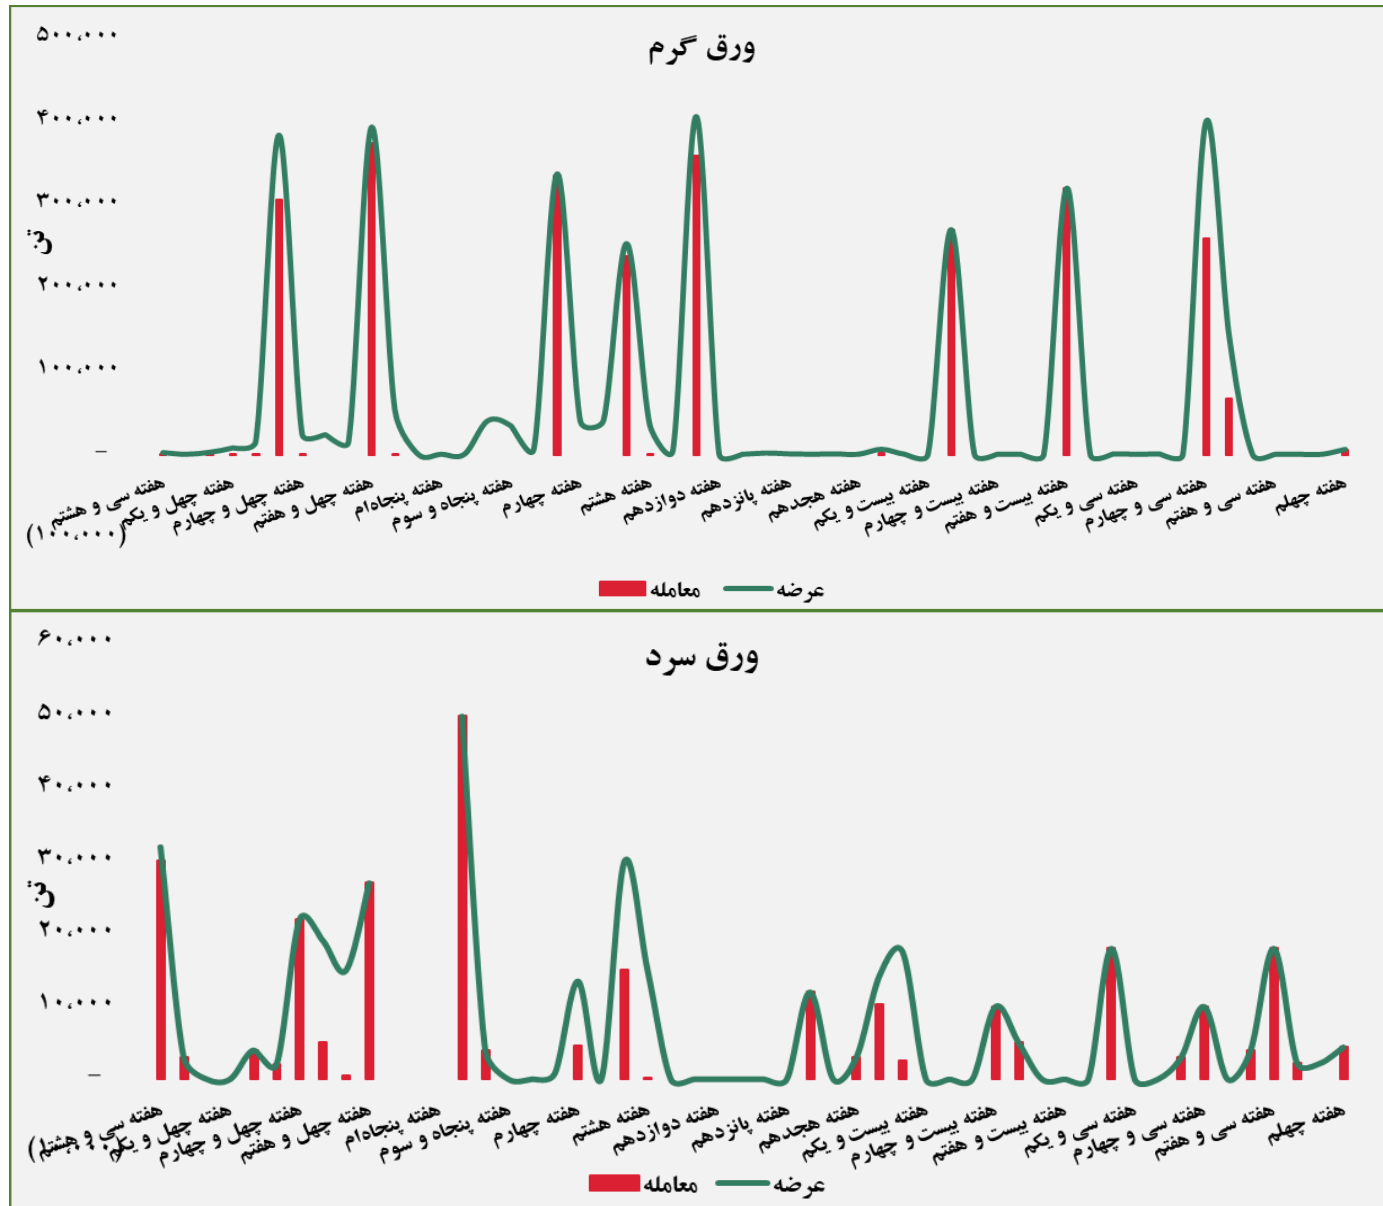 ورق گرم
۵۰۰،۰۰۰
۴۰۰،۰۰۰
۳۰۰،۰۰۰
۲۰۰،۰۰۰
۱۰۰،۰۰۰
–
(۱۰۰،۰۰۰)
تن
هفته سی و هشتم
هفته چهل و یکم
هفته چهل و چهارم
هفته چهل و هفتم
هفته پنجاه‌ام
هفته پنجاه و سوم
هفته چهارم
هفته هشتم
هفته دوازدهم
هفته پانزدهم
هفته هجدهم
هفته بیست و یکم
هفته بیست و چهارم
هفته بیست و هفتم
هفته سی و یکم
هفته سی و چهارم
هفته سی و هفتم
هفته چهلم
معامله عرضه
ورق سرد
۶۰،۰۰۰
۵۰،۰۰۰
۴۰،۰۰۰
۳۰،۰۰۰
۲۰،۰۰۰
۱۰،۰۰۰
–
تن
هفته سی و هشتم
هفته چهل و یکم
هفته چهل و چهارم
هفته چهل و هفتم
هفته پنجاه‌ام
هفته پنجاه و سوم
هفته چهارم
هفته هشتم
هفته دوازدهم
هفته پانزدهم
هفته هجدهم
هفته بیست و یکم
هفته بیست و چهارم
هفته بیست و هفتم
هفته سی و یکم
هفته سی و چهارم
هفته سی و هفتم
هفته چهلم
معامله عرضه